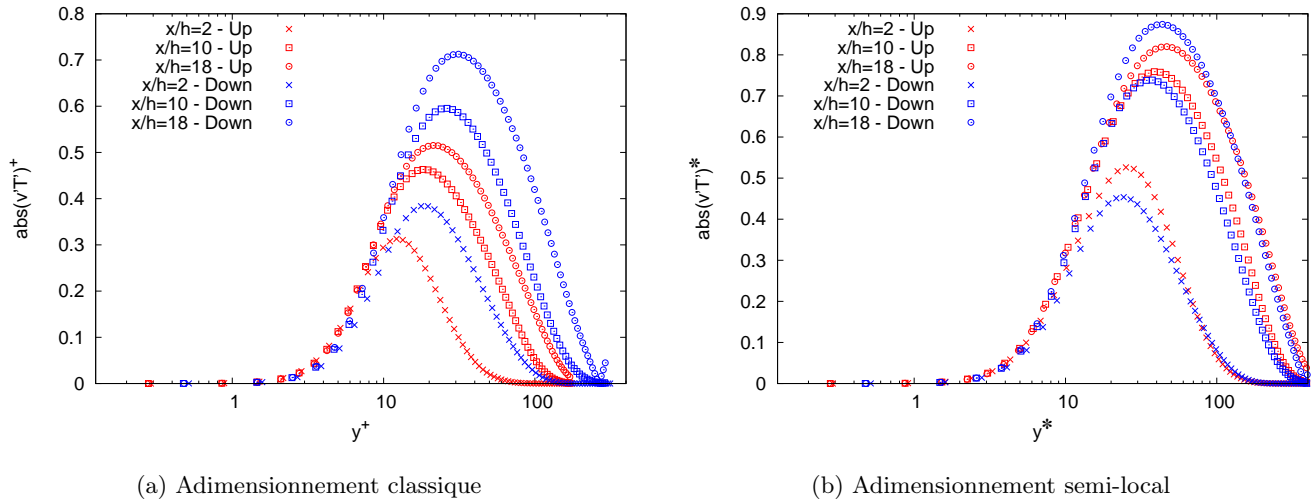 0.8
0.7
0.6
0.5
0.4
0.3
0.2
0.1
0
1
10
100
abs(v'T')+
y+
x/h=2 - Up
x/h=10 - Up
x/h=18 - Up
x/h=2 - Down
x/h=10 - Down
x/h=18 - Down
(a) Adimensionnement classique
0.9
0.8
0.7
0.6
0.5
0.4
0.3
0.2
0.1
0
1
10
100
abs(v'T')*
y*
x/h=2 - Up
x/h=10 - Up
x/h=18 - Up
x/h=2 - Down
x/h=10 - Down
x/h=18 - Down
(b) Adimensionnement semi-local